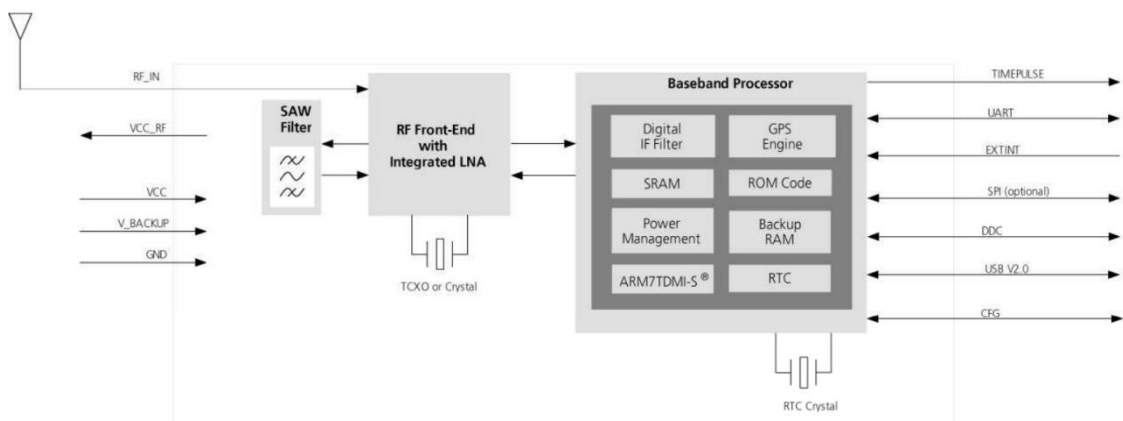 RF_IN
VCC_RF
VCC
V_BACKUP
GND
SAW
Filter
RF Front-End
with
Integrated LNA
TCXO or Crystal
Baseband Processor
Digital
IF Filter
GPS
Engine
SRAM
ROM Code
Power
Management
Backup
RAM
ARM7TDMI-S®
RTC
RTC Crystal
TIMEPULSE
UART
EXTINT
SPI (optional)
DDC
USB V2.0
CFG